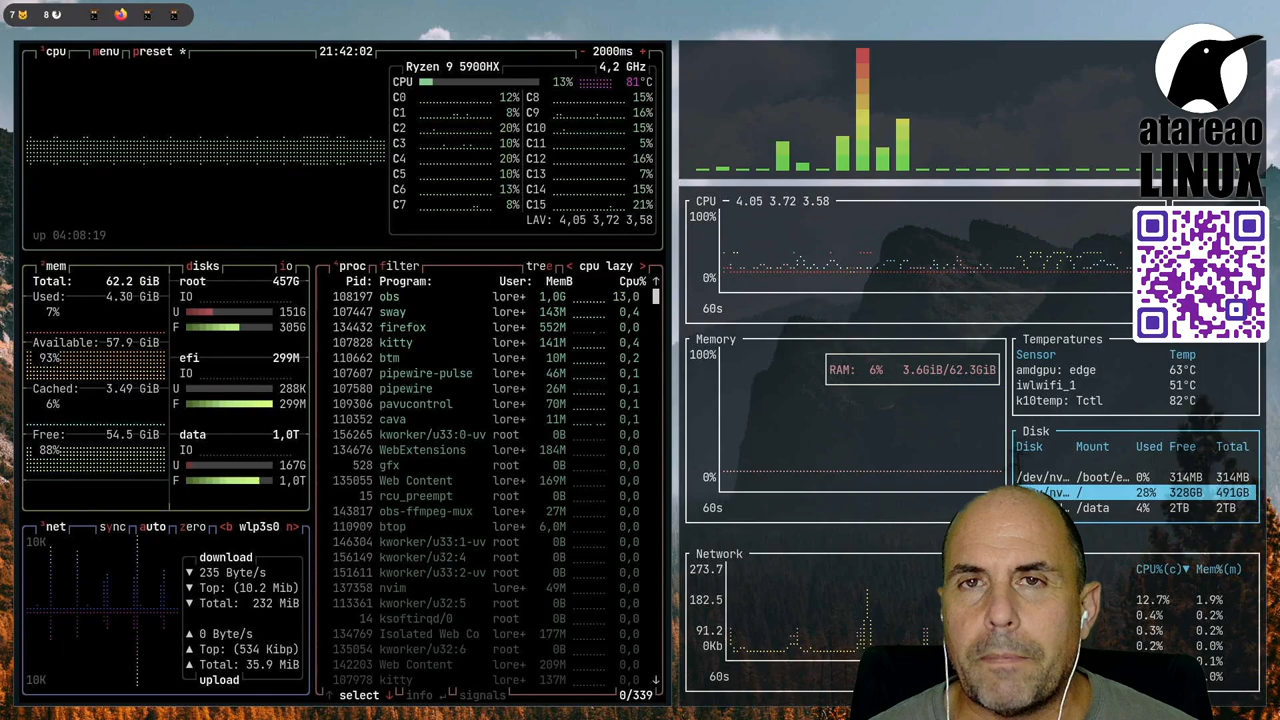 7 8
³cpu menu preset * 21:42:02 - 2000ms +
Ryzen 9 5900HX 4,2 GHz
CPU 13% 81°C
C0 12% C8 15%
C1 8% C9 16%
C2 20% C10 15%
C3 10% C11 5%
C4 20% C12 16%
C5 10% C13 7%
C6 13% C14 15%
C7 8% C15 21%
LAV: 4,05 3,72 3,58
up 04:08:19
²mem
Total: 62.2 GiB
Used: 4.30 GiB
7%
Available: 57.9 GiB
93%
Cached: 3.49 GiB
6%
Free: 54.5 GiB
88%
disks io
root 457G
IO
U 151G
F 305G
efi 299M
IO
U 288K
F 299M
data 1,0T
IO
U 167G
F 1,0T
³net sync auto zero <b wlp3s0 n>
10K
download
▼ 235 Byte/s
▼ Top: (10.2 Mib)
▼ Total: 232 MiB
▲ 0 Byte/s
▲ Top: (534 Kibp)
▲ Total: 35.9 MiB
upload
10K
⁴proc filter tree < cpu lazy >
Pid: Program: User: MemB Cpu% ↑
108197 obs lore+ 1,0G 13,0
107447 sway lore+ 143M 0,4
134432 firefox lore+ 552M 0,2
107828 kitty lore+ 141M 0,4
110662 btm lore+ 10M 0,2
107578 pipewire-pulse lore+ 46M 0,1
107580 pipewire lore+ 26M 0,1
109306 pavucontrol lore+ 70M 0,1
110352 cava lore+ 11M 0,1
156265 kworker/u33:0-uv root 0B 0,1
134676 WebExtensions lore+ 184M 0,0
528 gfx root 0B 0,0
135055 Web Content lore+ 169M 0,0
15 rcu_preempt root 0B 0,0
143817 obs-ffmpeg-mux lore+ 27M 0,0
110909 btop lore+ 6,0M 0,0
146304 kworker/u33:1-uv root 0B 0,0
156149 kworker/u32:4 root 0B 0,0
151611 kworker/u33:2-uv root 0B 0,0
137358 nvim lore+ 49M 0,0
113361 kworker/u32:5 root 0B 0,0
14 ksoftirqd/0 root 0B 0,0
134769 Isolated Web Co lore+ 177M 0,0
135054 kworker/u32:6 root 0B 0,0
142203 Web Content lore+ 209M 0,0
107978 kitty lore+ 137M 0,0
↑ select ↓ info ↵ signals 0/339
atareao
LINUX
CPU — 4.05 3.72 3.58
100%
0%
60s
Memory
100%
RAM: 6% 3.6GiB/62.3GiB
0%
60s
Temperatures
Sensor Temp
amdgpu: edge 63°C
iwlwifi_1 51°C
k10temp: Tctl 82°C
Disk
Disk Mount Used Free Total
/dev/nv… /boot/e… 0% 314MB 314MB
/nv… / 28% 328GB 491GB
/data 4% 2TB 2TB
Network
273.7
182.5
91.2
0Kb
60s
CPU%(c)▼ Mem%(m)
12.7% 1.9%
0.4% 0.2%
0.3% 0.2%
0.2% 0.0%